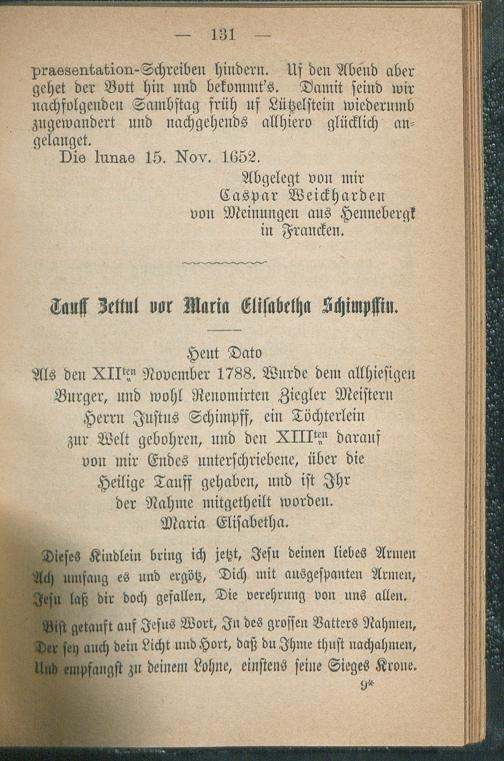 — 131 —
praesentation-Schreiben hindern. Uf den Abend aber
gehet der Bott hin und bekommt's. Damit seind wir
nachfolgenden Sambstag früh uf Lützelstein wiederumb
zugewandert und nachgehends allhiero glücklich an-
gelanget.
Die lunae 15. Nov. 1652.
Abgelegt von mir
Caspar Weickharden
von Meinungen aus Hennebergk
in Francken.
Tauff Zettul vor Maria Elisabetha Schimpffin.
Heut Dato
Als den XIIten November 1788. Wurde dem allhiesigen
Burger, und wohl Renomirten Ziegler Meistern
Herrn Justus Schimpff, ein Töchterlein
zur Welt gebohren, und den XIIIten darauf
von mir Endes unterschriebene, über die
Heilige Tauff gehaben, und ist Ihr
der Nahme mitgetheilt worden.
Maria Elisabetha.
Dieses Kindlein bring ich jetzt, Jesu deinen liebes Armen
Ach umfang es und ergötz, Dich mit ausgespanten Armen,
Jesu laß dir doch gefallen, Die verehrung von uns allen.
Bist getauft auf Jesus Wort, In des grossen Vatters Nahmen,
Der sey auch dein Licht und Hort, daß du Ihme thust nachahmen,
Und empfangst zu deinem Lohne, einstens seine Sieges Krone.
9*